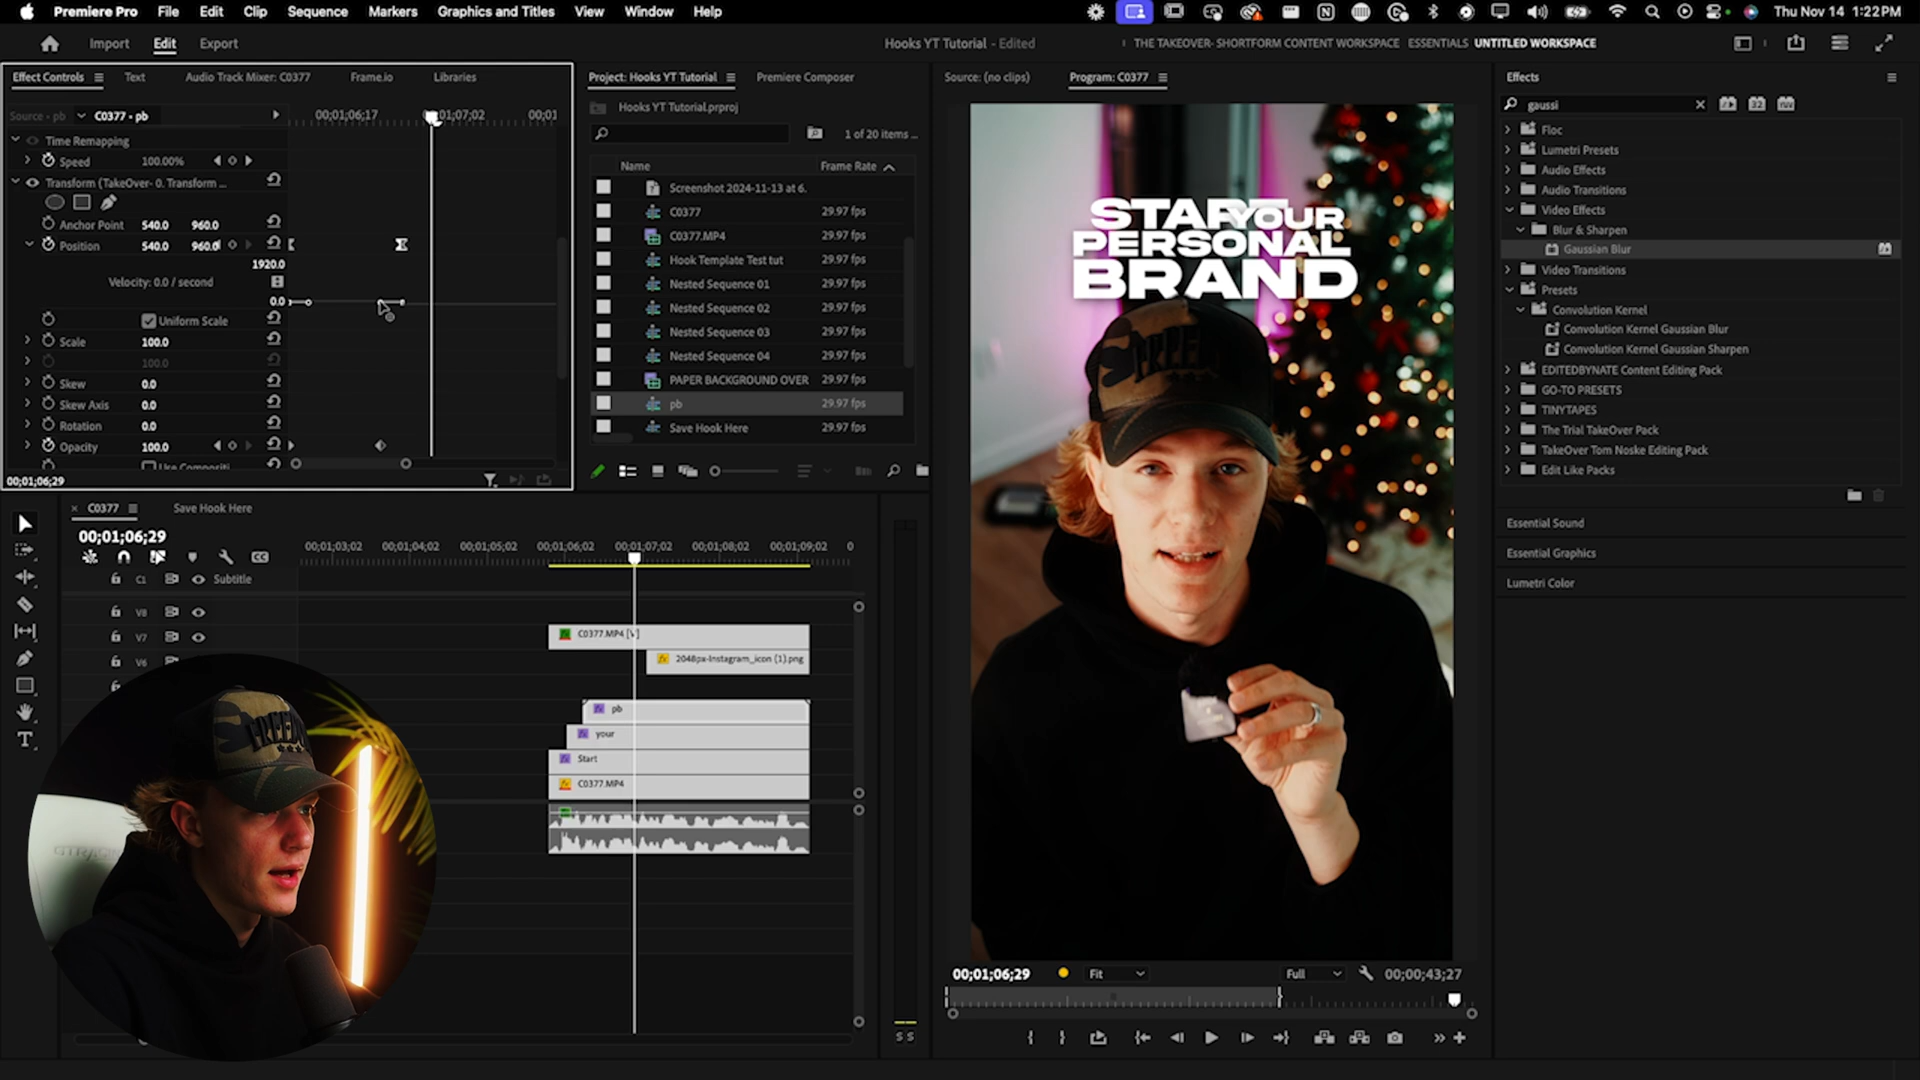 Premiere Pro File Edit Clip Sequence Markers Graphics and Titles View Window Help Thu Nov 14 1:22PM
Import Edit Export Hooks YT Tutorial - Edited THE TAKEOVER- SHORTFORM CONTENT WORKSPACE ESSENTIALS UNTITLED WORKSPACE
Effect Controls Text Audio Track Mixer: C0377 Frame.io Libraries
Source · pb C0377 · pb 00;01;06;17 00;01;07;02 00;01
Time Remapping
Speed 100.00%
Transform (TakeOver- 0. Transform ...
Anchor Point 540.0 960.0
Position 540.0 960.0
1920.0
Velocity: 0.0 / second
0.0
Uniform Scale
Scale 100.0
100.0
Skew 0.0
Skew Axis 0.0
Rotation 0.0
Opacity 100.0
Use Compositi
00;01;06;29
Project: Hooks YT Tutorial Premiere Composer
Hooks YT Tutorial.prproj
1 of 20 items ...
Name Frame Rate
Screenshot 2024-11-13 at 6.
C0377 29.97 fps
C0377.MP4 29.97 fps
Hook Template Test tut 29.97 fps
Nested Sequence 01 29.97 fps
Nested Sequence 02 29.97 fps
Nested Sequence 03 29.97 fps
Nested Sequence 04 29.97 fps
PAPER BACKGROUND OVER 29.97 fps
pb 29.97 fps
Save Hook Here 29.97 fps
Source: (no clips) Program: C0377
START YOUR
PERSONAL
BRAND
00;01;06;29 Fit Full 00;00;43;27
Effects
gaussi
Floc
Lumetri Presets
Audio Effects
Audio Transitions
Video Effects
Blur & Sharpen
Gaussian Blur
Video Transitions
Presets
Convolution Kernel
Convolution Kernel Gaussian Blur
Convolution Kernel Gaussian Sharpen
EDITEDBYNATE Content Editing Pack
GO-TO PRESETS
TINYTAPES
The Trial TakeOver Pack
TakeOver Tom Noske Editing Pack
Edit Like Packs
Essential Sound
Essential Graphics
Lumetri Color
C0377 Save Hook Here
00;01;06;29
00;01;03;02 00;01;04;02 00;01;05;02 00;01;06;02 00;01;07;02 00;01;08;02 00;01;09;02 0
C1 Subtitle
V8
V7 C0377.MP4 [V]
V6 2048px-Instagram_icon (1).png
pb
your
Start
C0377.MP4
S S